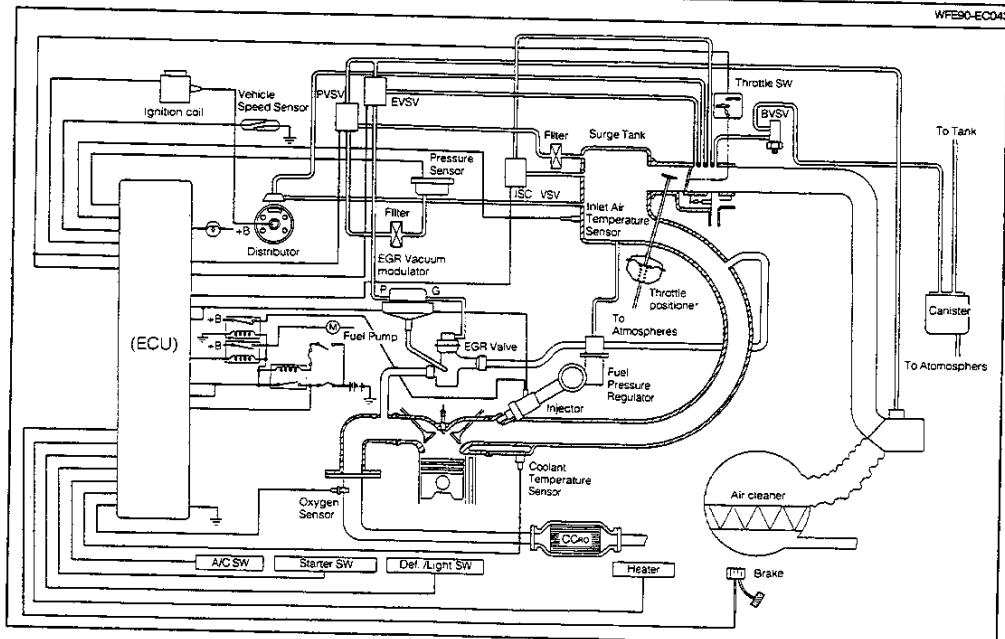 WFE90-EC042
Ignition coil
Vehicle
Speed Sensor
PVSV
EVSV
Throttle SW
BVSV
To Tank
Filter
Surge Tank
Pressure
Sensor
ISC VSV
Inlet Air
Temperature
Sensor
Filter
+B
Distributor
EGR Vacuum
modulator
P
G
Throttle
positioner
To
Atmospheres
Canister
To Atomosphers
(ECU)
+B
+B
M
Fuel Pump
EGR Valve
Fuel
Pressure
Regulator
Injector
Oxygen
Sensor
Coolant
Temperature
Sensor
Air cleaner
CCRO
A/C SW
Starter SW
Def. /Light SW
Heater
Brake